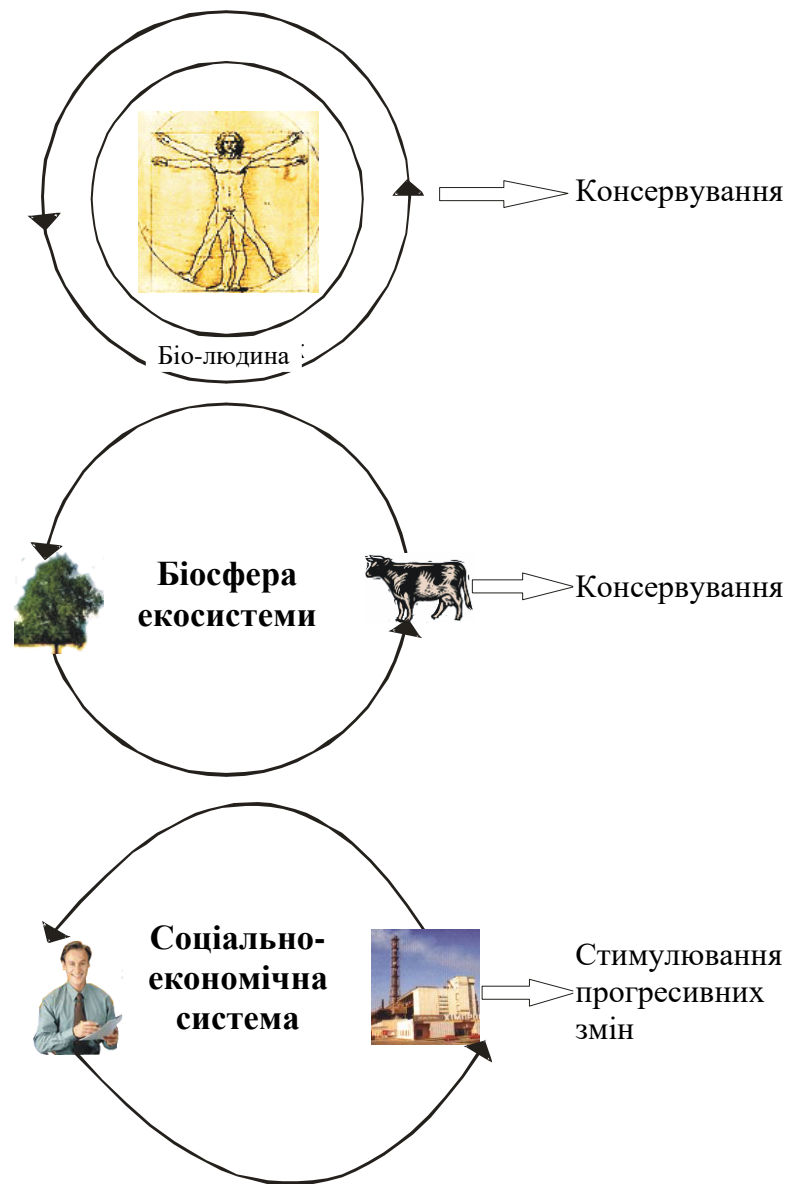 Консервування
Біо-людина
Біосфера
екосистеми
Консервування
Соціально-
економічна
система
Стимулювання
прогресивних
змін